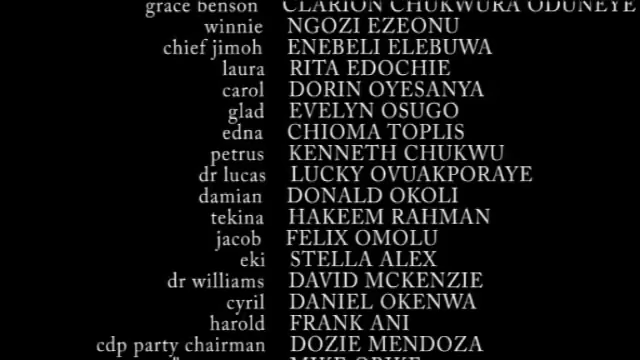 grace benson CLARION CHUKWURA ODUNEYE
winnie NGOZI EZEONU
chief jimoh ENEBELI ELEBUWA
laura RITA EDOCHIE
carol DORIN OYESANYA
glad EVELYN OSUGO
edna CHIOMA TOPLIS
petrus KENNETH CHUKWU
dr lucas LUCKY OVUAKPORAYE
damian DONALD OKOLI
tekina HAKEEM RAHMAN
jacob FELIX OMOLU
eki STELLA ALEX
dr williams DAVID MCKENZIE
cyril DANIEL OKENWA
harold FRANK ANI
cdp party chairman DOZIE MENDOZA